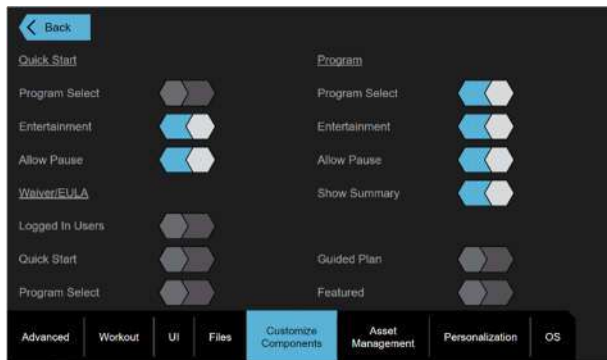 Back
Quick Start
Program Select
Entertainment
Allow Pause
Waiver/EULA
Logged In Users
Quick Start
Program Select
Program
Program Select
Entertainment
Allow Pause
Show Summary
Guided Plan
Featured
Advanced
Workout
UI
Files
Customize
Components
Asset
Management
Personalization
OS